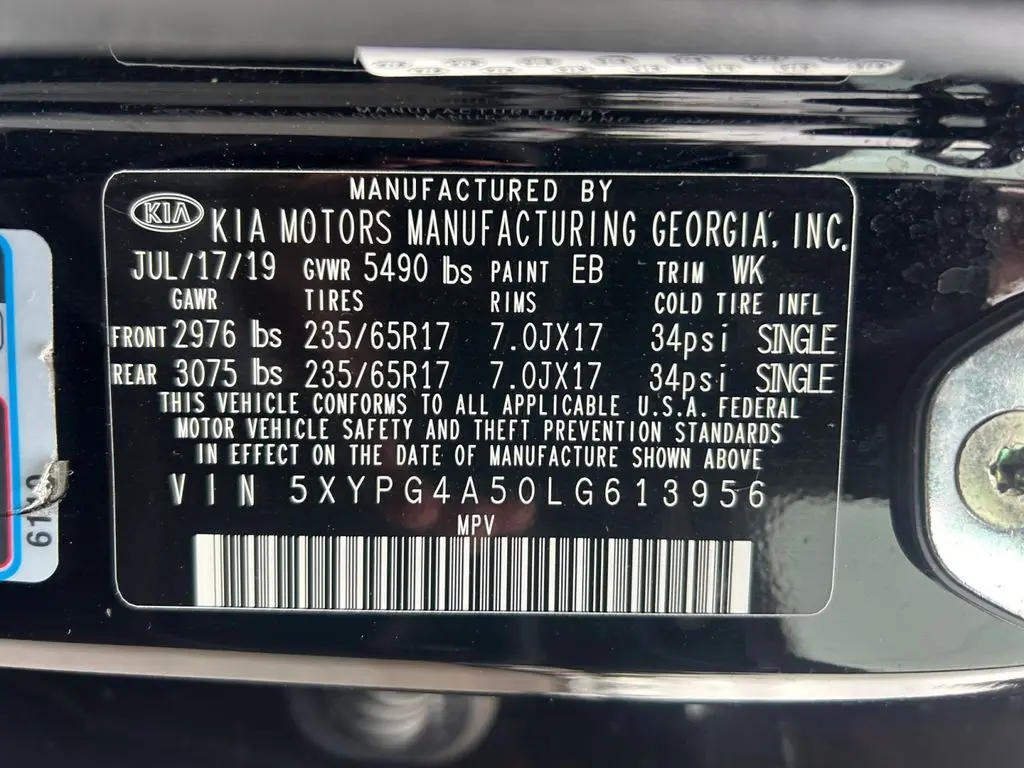 MANUFACTURED BY
KIA KIA MOTORS MANUFACTURING GEORGIA, INC.
JUL/17/19 GVWR 5490 lbs PAINT EB TRIM WK
GAWR TIRES RIMS COLD TIRE INFL
FRONT 2976 lbs 235/65R17 7.0JX17 34psi SINGLE
REAR 3075 lbs 235/65R17 7.0JX17 34psi SINGLE
THIS VEHICLE CONFORMS TO ALL APPLICABLE U.S.A. FEDERAL
MOTOR VEHICLE SAFETY AND THEFT PREVENTION STANDARDS
IN EFFECT ON THE DATE OF MANUFACTURE SHOWN ABOVE
VIN 5XYPG4A50LG613956
MPV